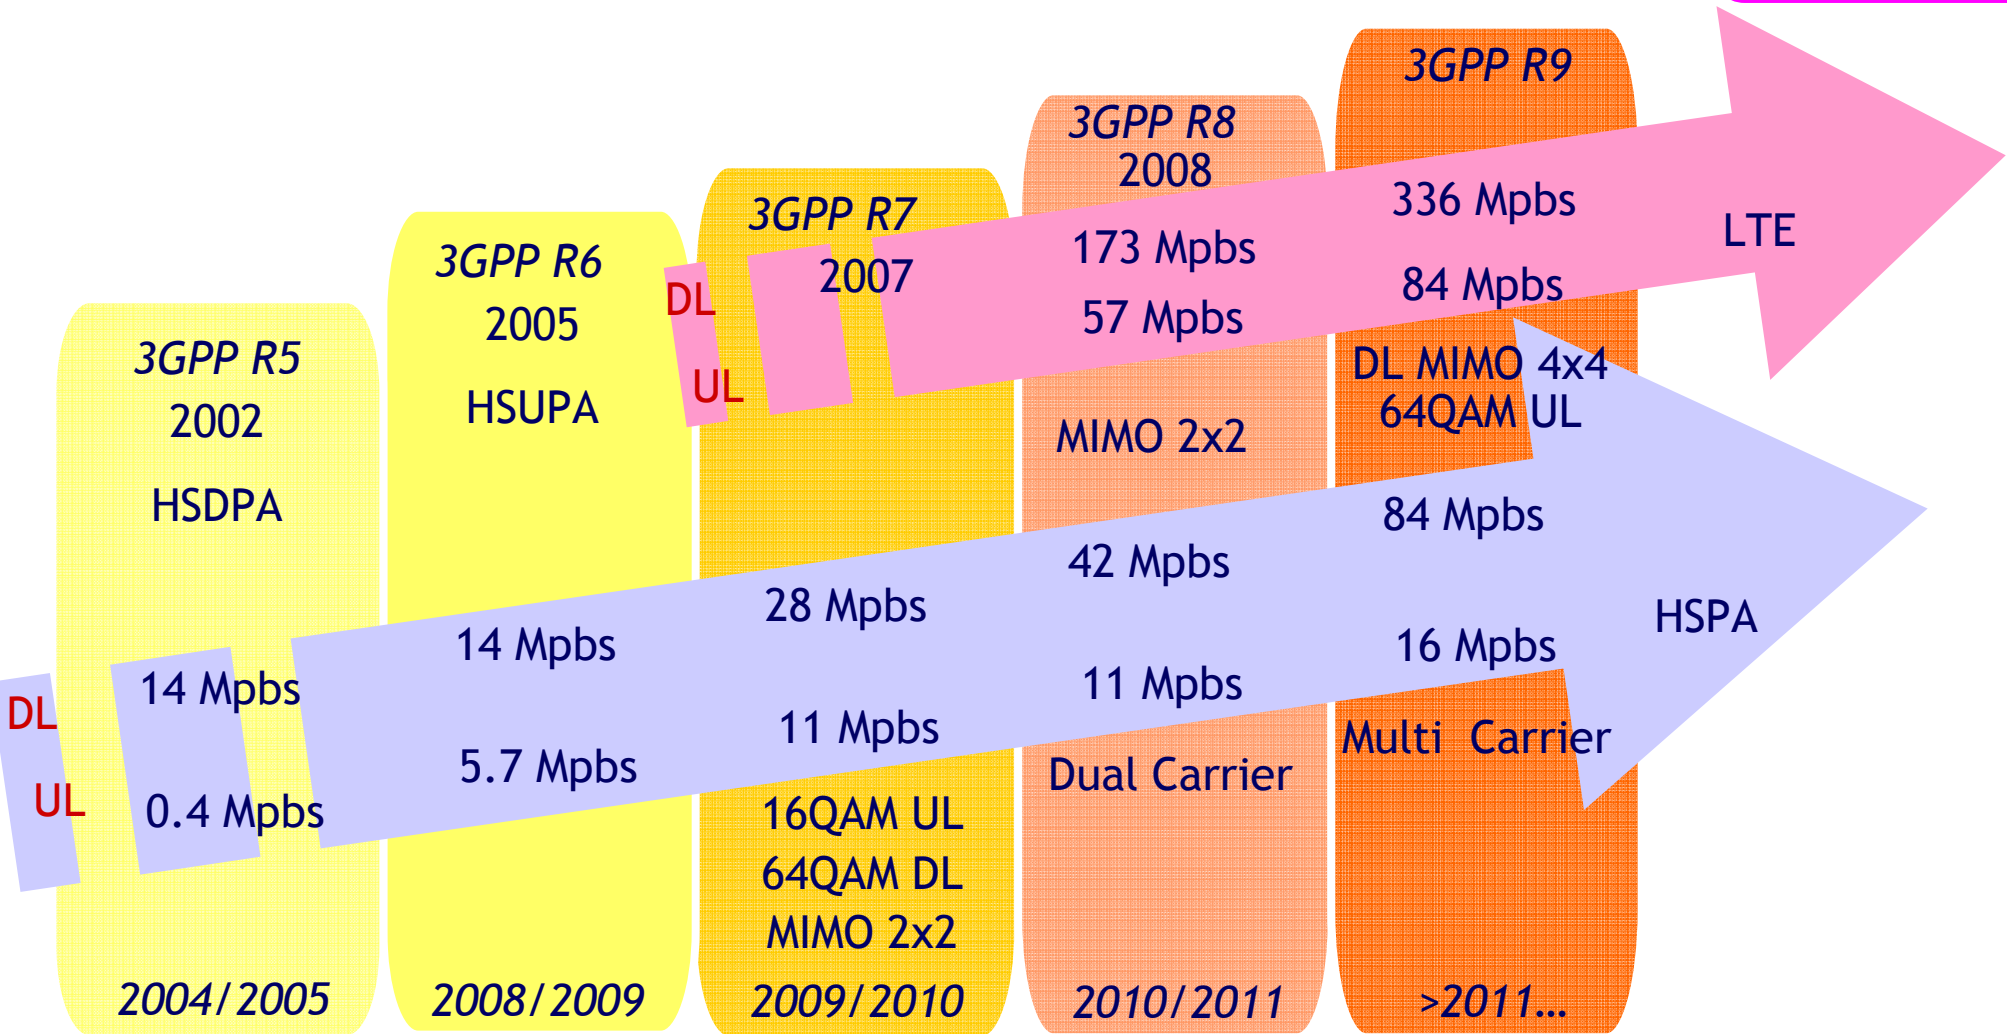 3GPP R5
2002
HSDPA
14 Mpbs
0.4 Mpbs
2004/2005
3GPP R6
2005
HSUPA
14 Mpbs
5.7 Mpbs
2008/2009
3GPP R7
2007
28 Mpbs
11 Mpbs
16QAM UL
64QAM DL
MIMO 2x2
2009/2010
3GPP R8
2008
173 Mpbs
57 Mpbs
MIMO 2x2
42 Mpbs
11 Mpbs
Dual Carrier
2010/2011
3GPP R9
336 Mpbs
84 Mpbs
DL MIMO 4x4
64QAM UL
84 Mpbs
16 Mpbs
Multi Carrier
>2011...
DL
UL
LTE
DL
UL
HSPA